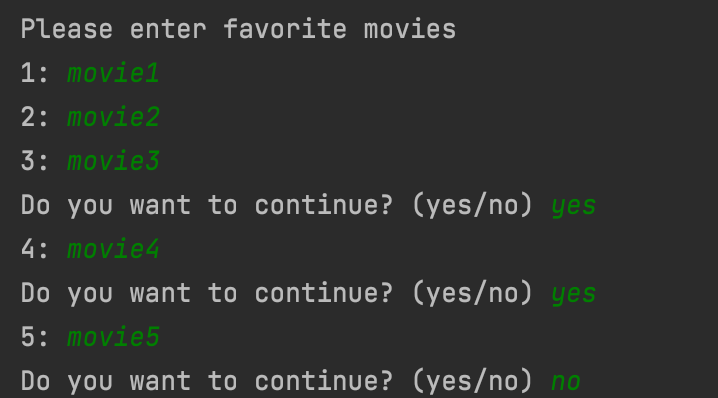 Please enter favorite movies
1: movie1
2: movie2
3: movie3
Do you want to continue? (yes/no) yes
4: movie4
Do you want to continue? (yes/no) yes
5: movie5
Do you want to continue? (yes/no) no